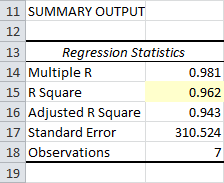 11 SUMMARY OUTPUT
12
13 Regression Statistics
14 Multiple R 0.981
15 R Square 0.962
16 Adjusted R Square 0.943
17 Standard Error 310.524
18 Observations 7
19